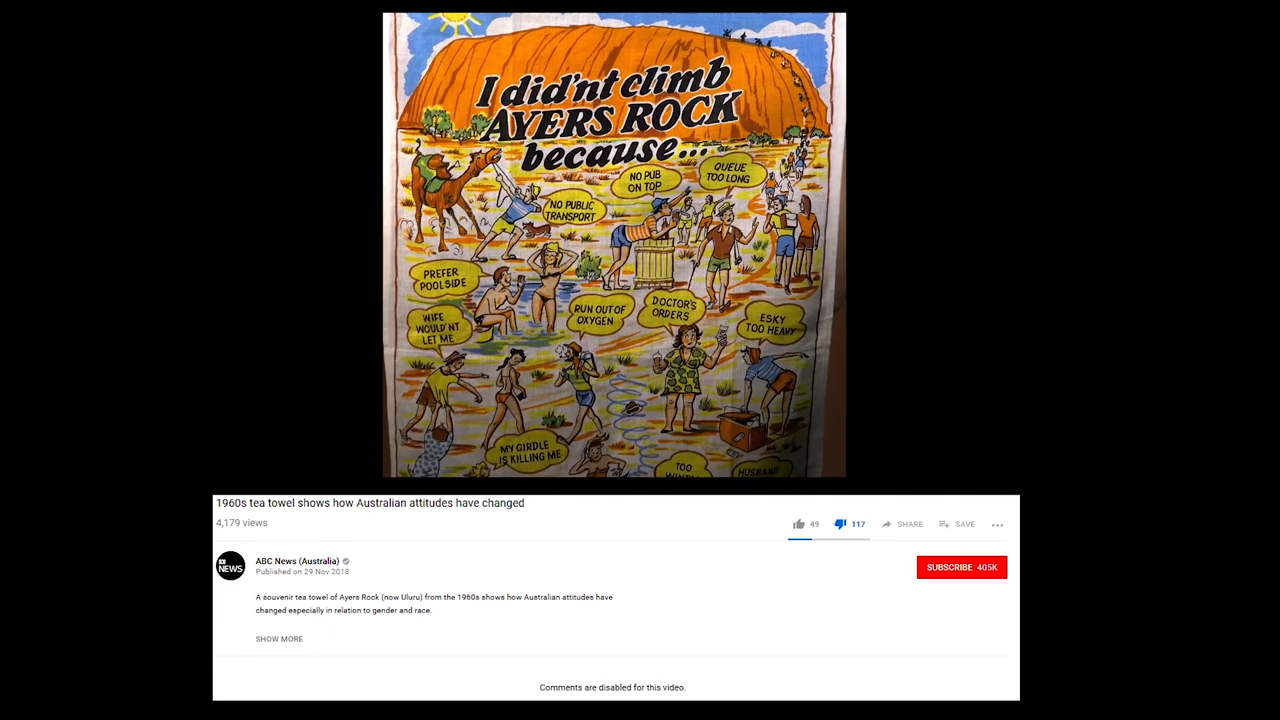 I did'nt climb
AYERS ROCK
because...
NO PUB
ON TOP
QUEUE
TOO LONG
NO PUBLIC
TRANSPORT
PREFER
POOLSIDE
WIFE
WOULD'NT
LET ME
RUN OUT OF
OXYGEN
DOCTOR'S
ORDERS
ESKY
TOO HEAVY
MY GIRDLE
IS KILLING ME
TOO
HUSBAND
1960s tea towel shows how Australian attitudes have changed
4,179 views
49
117
SHARE
SAVE
ABC
NEWS
ABC News (Australia)
Published on 29 Nov 2018
SUBSCRIBE 405K
A souvenir tea towel of Ayers Rock (now Uluru) from the 1960s shows how Australian attitudes have
changed especially in relation to gender and race.
SHOW MORE
Comments are disabled for this video.